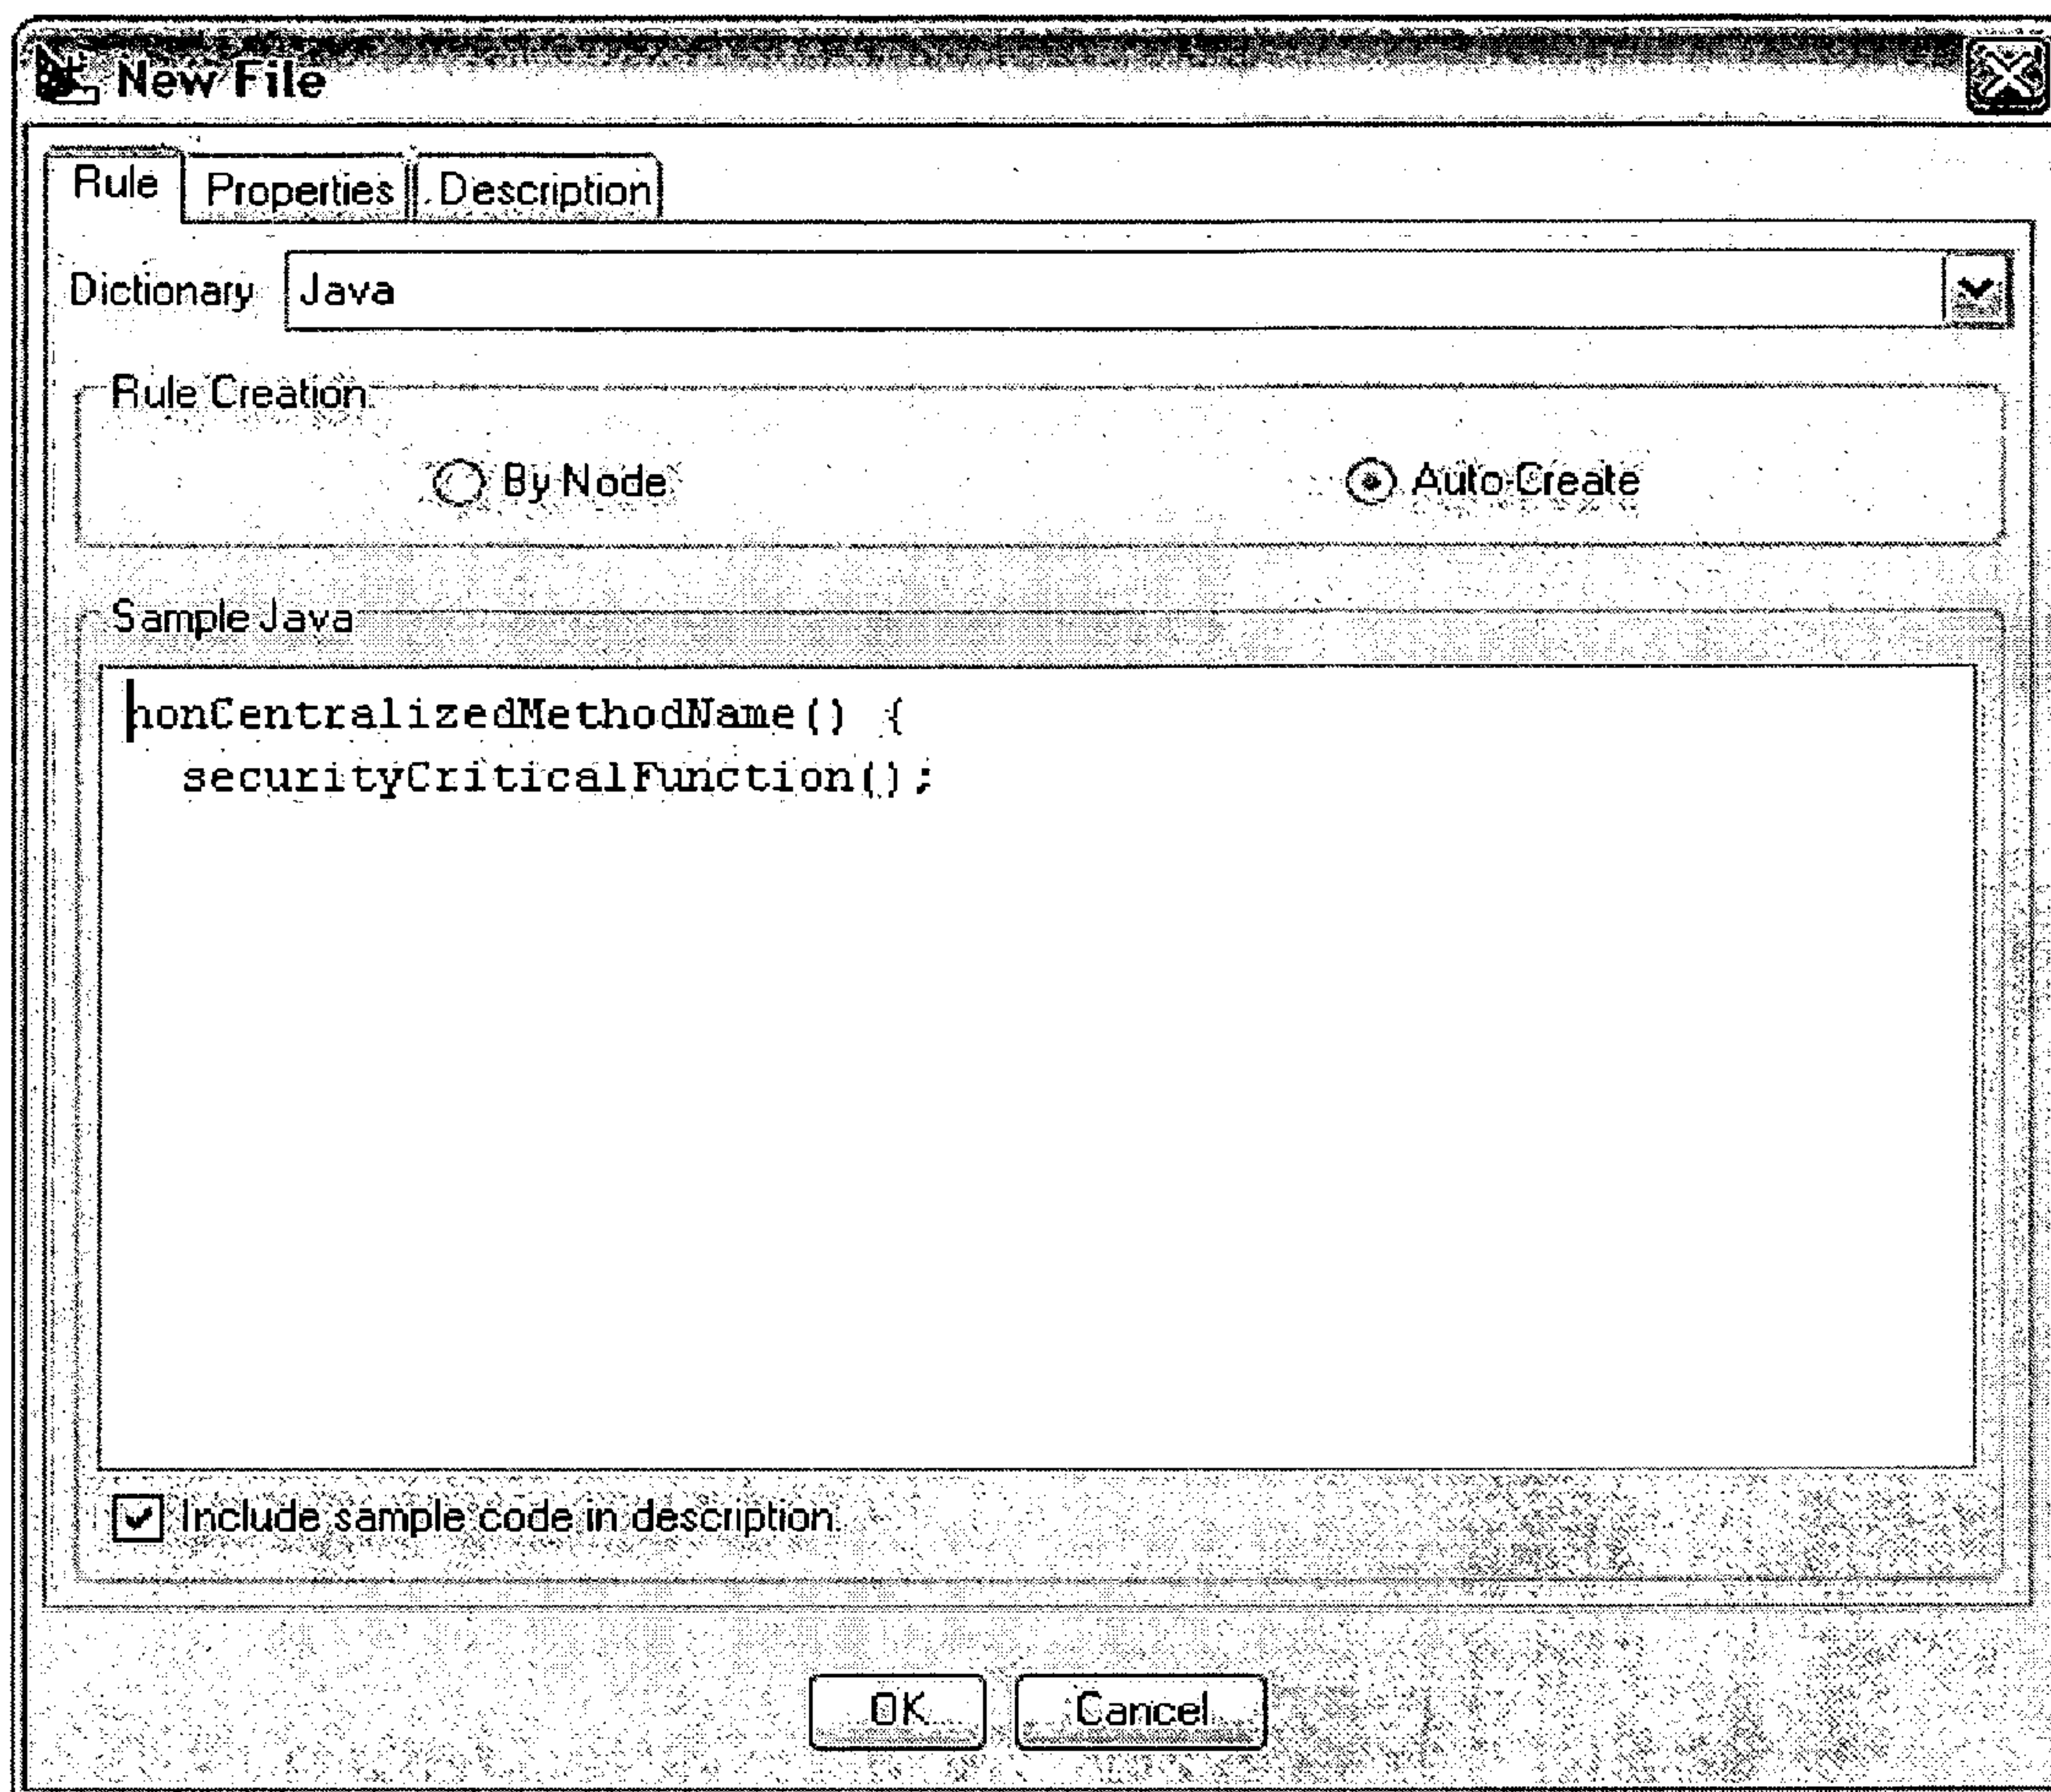 New File
Rule Properties Description
Dictionary Java
Rule Creation
By Node Auto-Create
Sample Java
nonCentralizedMethodName() {
  securityCriticalFunction();
Include sample code in description.
OK Cancel